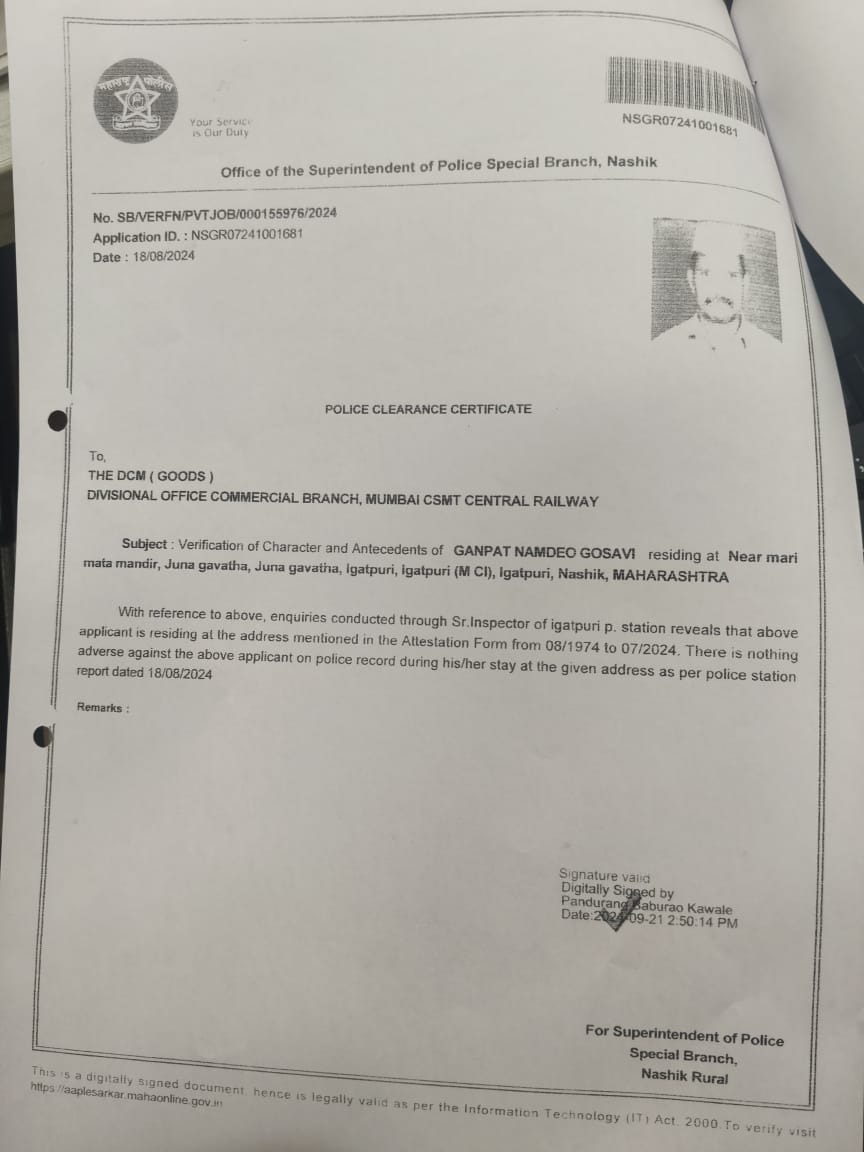 महाराष्ट्र पोलीस
Your Service
is Our Duty
NSGR07241001681
Office of the Superintendent of Police Special Branch, Nashik
No. SB/VERFN/PVTJOB/000155976/2024
Application ID. : NSGR07241001681
Date : 18/08/2024
POLICE CLEARANCE CERTIFICATE
To,
THE DCM ( GOODS )
DIVISIONAL OFFICE COMMERCIAL BRANCH, MUMBAI CSMT CENTRAL RAILWAY
Subject : Verification of Character and Antecedents of GANPAT NAMDEO GOSAVI residing at Near mari
mata mandir, Juna gavatha, Juna gavatha, Igatpuri, Igatpuri (M Cl), Igatpuri, Nashik, MAHARASHTRA
With reference to above, enquiries conducted through Sr.Inspector of igatpuri p. station reveals that above
applicant is residing at the address mentioned in the Attestation Form from 08/1974 to 07/2024. There is nothing
adverse against the above applicant on police record during his/her stay at the given address as per police station
report dated 18/08/2024
Remarks :
Signature valid
Digitally Signed by
Pandurang Baburao Kawale
Date:2024-09-21 2:50:14 PM
For Superintendent of Police
Special Branch,
Nashik Rural
This is a digitally signed document hence is legally valid as per the Information Technology (IT) Act. 2000.To verify visit
https://aaplesarkar.mahaonline.gov.in